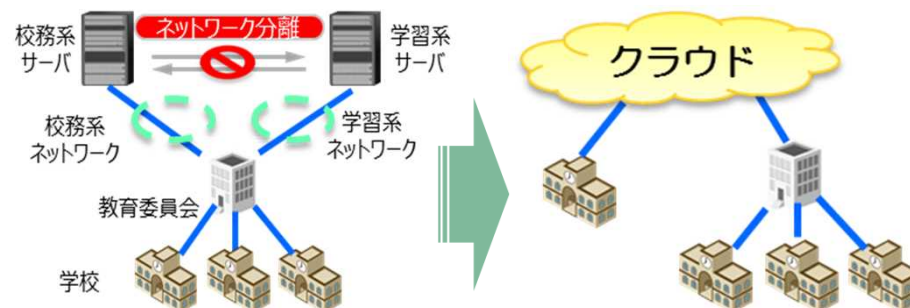 校務系
サーバ
ネットワーク分離
学習系
サーバ
校務系
ネットワーク
学習系
ネットワーク
教育委員会
学校
クラウド